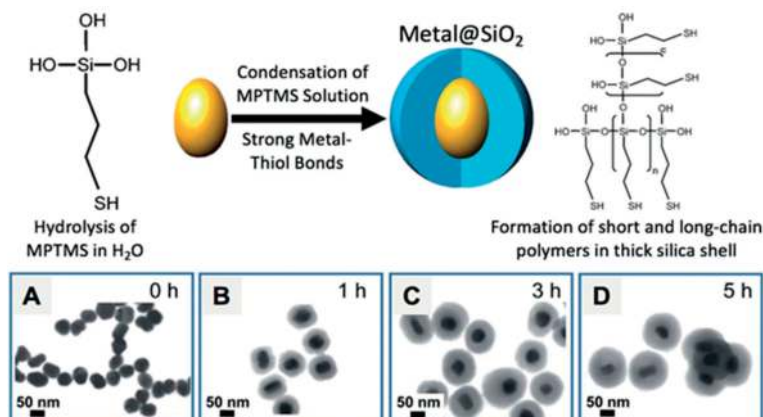 OH
HO Si OH
SH
Hydrolysis of
MPTMS in H₂O
Condensation of
MPTMS Solution
Strong Metal-
Thiol Bonds
Metal@SiO₂
OH
HO Si SH
O
HO Si SH
OH O OH
HO Si O Si O Si OH
n
SH SH SH
Formation of short and long-chain
polymers in thick silica shell
A 0 h
50 nm
B 1 h
50 nm
C 3 h
50 nm
D 5 h
50 nm